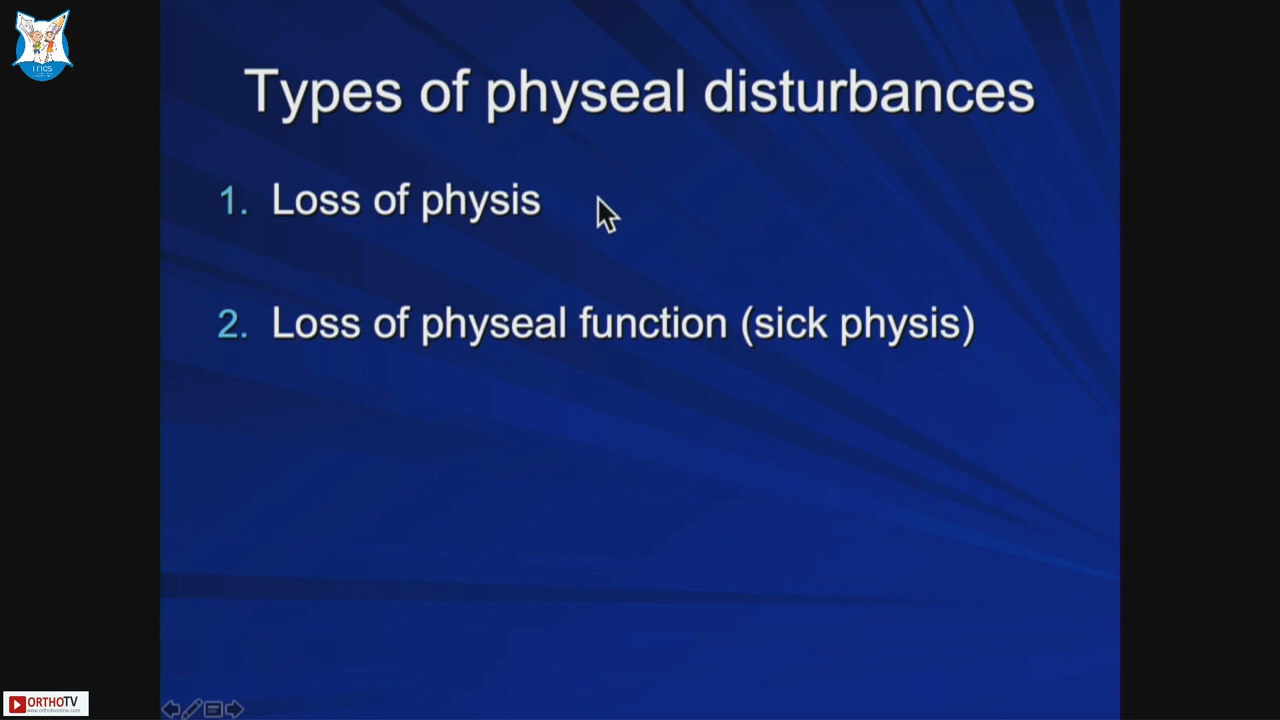 Types of physeal disturbances
1. Loss of physis
2. Loss of physeal function (sick physis)
ORTHOTV
www.orthotvonline.com